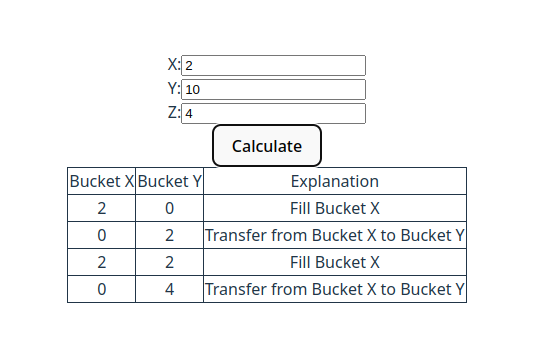 X: 2
Y: 10
Z: 4
Calculate
Bucket X Bucket Y Explanation
2 0 Fill Bucket X
0 2 Transfer from Bucket X to Bucket Y
2 2 Fill Bucket X
0 4 Transfer from Bucket X to Bucket Y